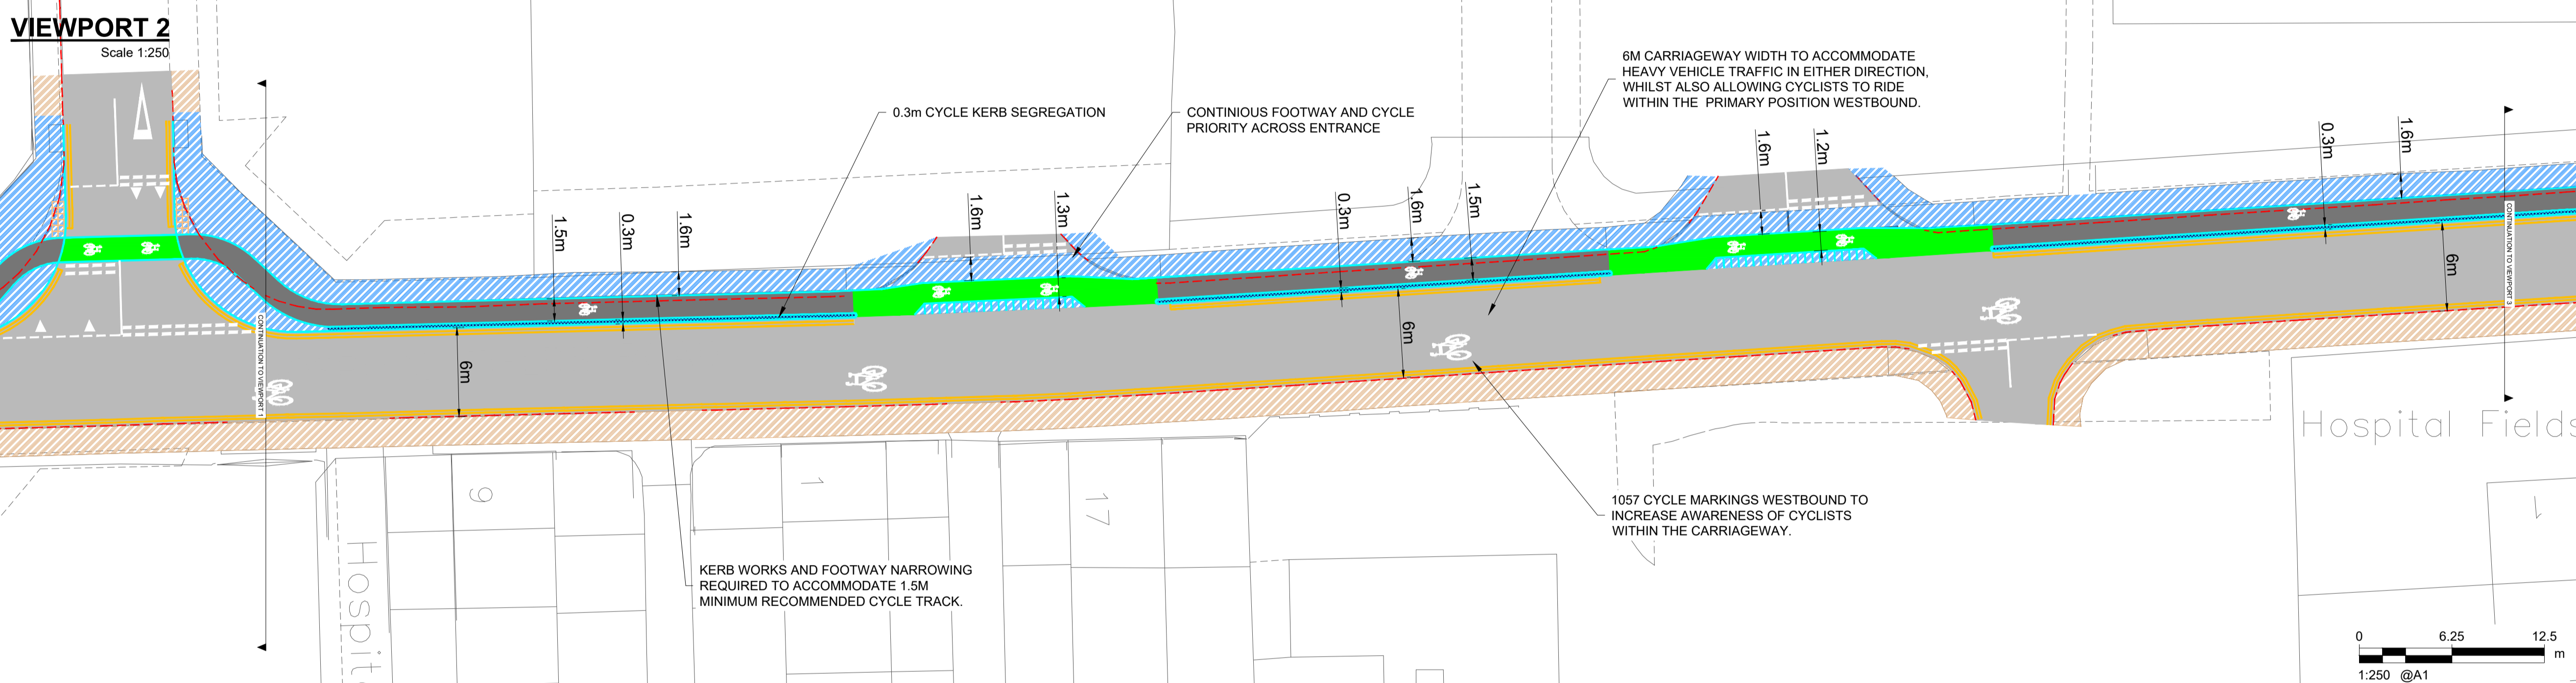 VIEWPORT 2
Scale 1:250
6M CARRIAGEWAY WIDTH TO ACCOMMODATE
HEAVY VEHICLE TRAFFIC IN EITHER DIRECTION,
WHILST ALSO ALLOWING CYCLISTS TO RIDE
WITHIN THE PRIMARY POSITION WESTBOUND.
0.3m CYCLE KERB SEGREGATION
CONTINIOUS FOOTWAY AND CYCLE
PRIORITY ACROSS ENTRANCE
1.5m
0.3m
1.6m
1.6m
1.3m
0.3m
1.6m
1.5m
1.6m
1.2m
0.3m
1.6m
6m
6m
6m
CONTINUATION TO VIEWPORT 1
CONTINUATION TO VIEWPORT 3
Hospital Fields
9
1
17
1
Hospit
1057 CYCLE MARKINGS WESTBOUND TO
INCREASE AWARENESS OF CYCLISTS
WITHIN THE CARRIAGEWAY.
KERB WORKS AND FOOTWAY NARROWING
REQUIRED TO ACCOMMODATE 1.5M
MINIMUM RECOMMENDED CYCLE TRACK.
0 6.25 12.5
m
1:250 @A1